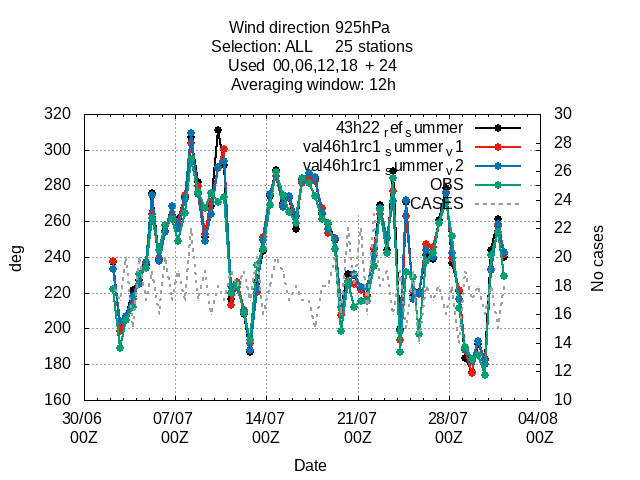 Wind direction 925hPa
Selection: ALL 25 stations
Used 00,06,12,18 + 24
Averaging window: 12h
43h22 ref summer
val46h1rc1 summer v1
val46h1rc1 summer v2
OBS
CASES
320
300
280
260
240
220
200
180
160
deg
30
28
26
24
22
20
18
16
14
12
10
No cases
30/06 07/07 14/07 21/07 28/07 04/08
00Z 00Z 00Z 00Z 00Z 00Z
Date